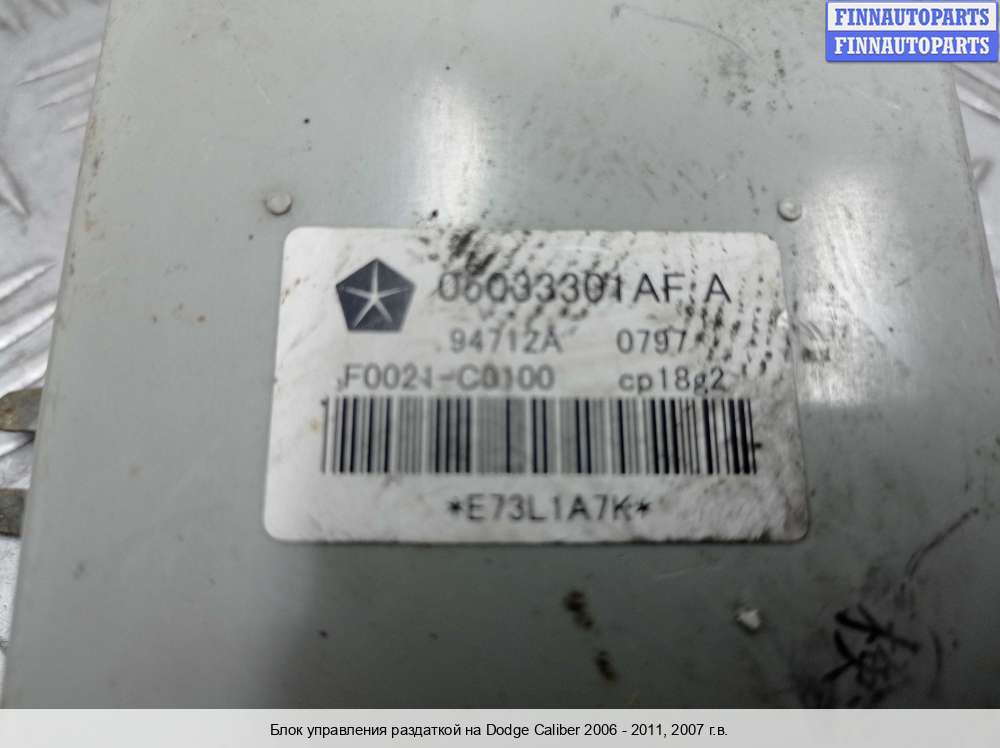 FINNAUTOPARTS
FINNAUTOPARTS
05033301AF A
94712A 0797
F0021-C0100 cp18g2
*E73L1A7K*
Блок управления раздаткой на Dodge Caliber 2006 - 2011, 2007 г.в.